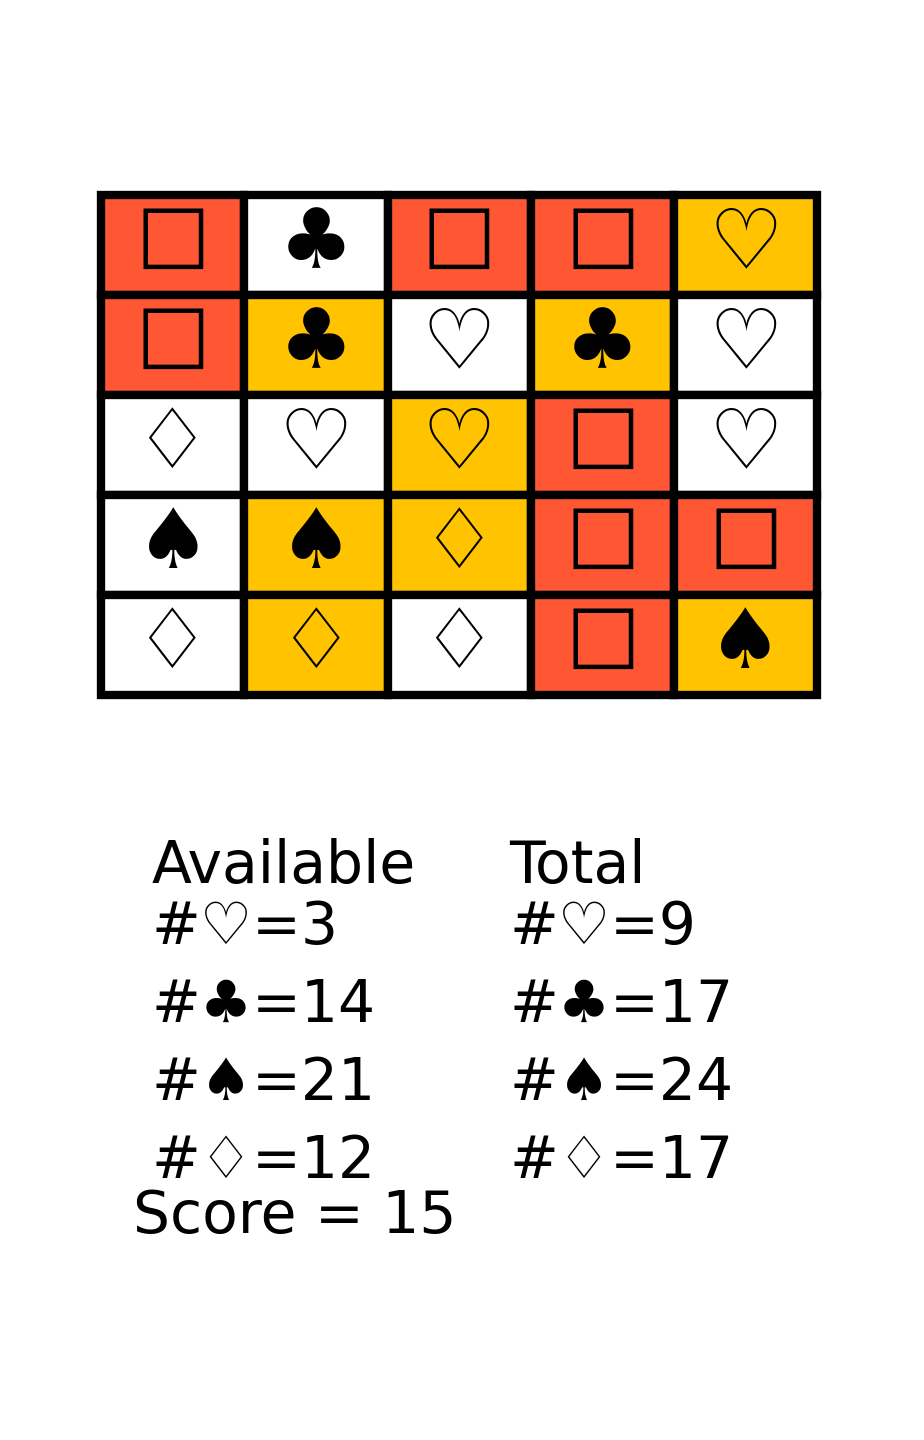 □ ♣ □ □ ♡
□ ♣ ♡ ♣ ♡
♢ ♡ ♡ □ ♡
♠ ♠ ♢ □ □
♢ ♢ ♢ □ ♠
Available Total
#♡=3 #♡=9
#♣=14 #♣=17
#♠=21 #♠=24
#♢=12 #♢=17
Score = 15